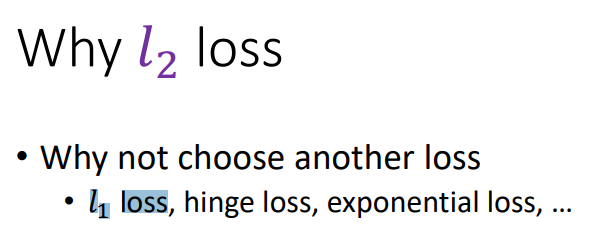 Why l₂ loss
• Why not choose another loss
• l₁ loss, hinge loss, exponential loss, ...